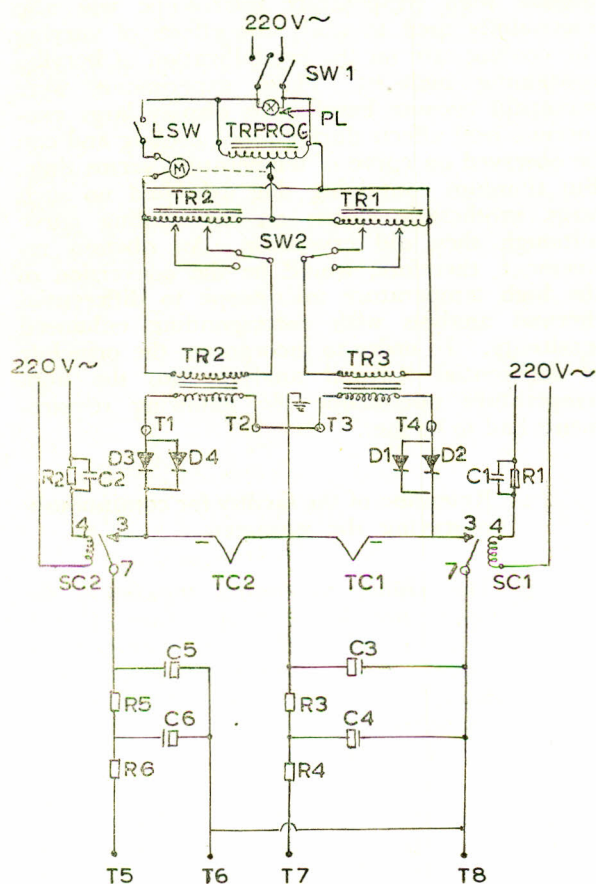 220V~
SW1
PL
LSW
TRPROG
M
TR2
TR1
SW2
TR2
TR3
220V~
220V~
T1
T2
T3
T4
D3
D4
D1
D2
R2
C2
C1
R1
4
3
3
4
SC2
7
TC2
TC1
7
SC1
C5
C3
R5
R3
C6
C4
R6
R4
T5
T6
T7
T8